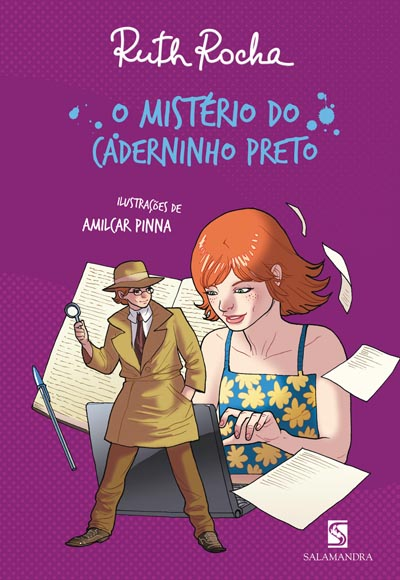 Ruth Rocha
O MISTÉRIO DO
CADERNINHO PRETO
ILUSTRAÇÕES DE
AMILCAR PINNA
S
SALAMANDRA